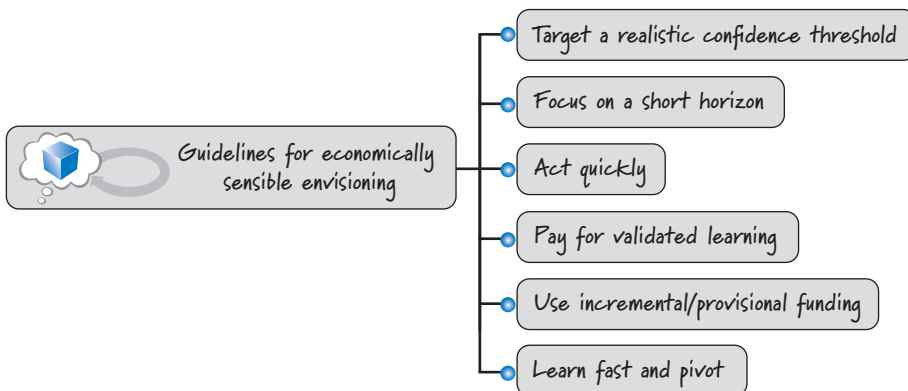 Guidelines for economically
sensible envisioning
Target a realistic confidence threshold
Focus on a short horizon
Act quickly
Pay for validated learning
Use incremental/provisional funding
Learn fast and pivot